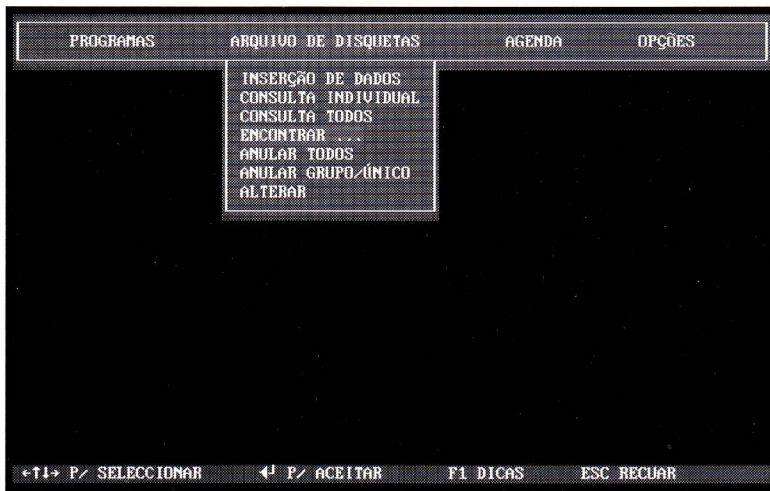 PROGRAMAS ARQUIVO DE DISQUETAS AGENDA OPÇÕES
INSERÇÃO DE DADOS
CONSULTA INDIVIDUAL
CONSULTA TODOS
ENCONTRAR ...
ANULAR TODOS
ANULAR GRUPO/ÚNICO
ALTERAR
←↑↓→ P/ SELECCIONAR ↵ P/ ACEITAR F1 DICAS ESC RECUAR